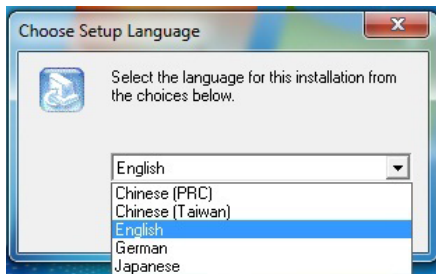 Choose Setup Language
Select the language for this installation from
the choices below.
English
Chinese (PRC)
Chinese (Taiwan)
English
German
Japanese